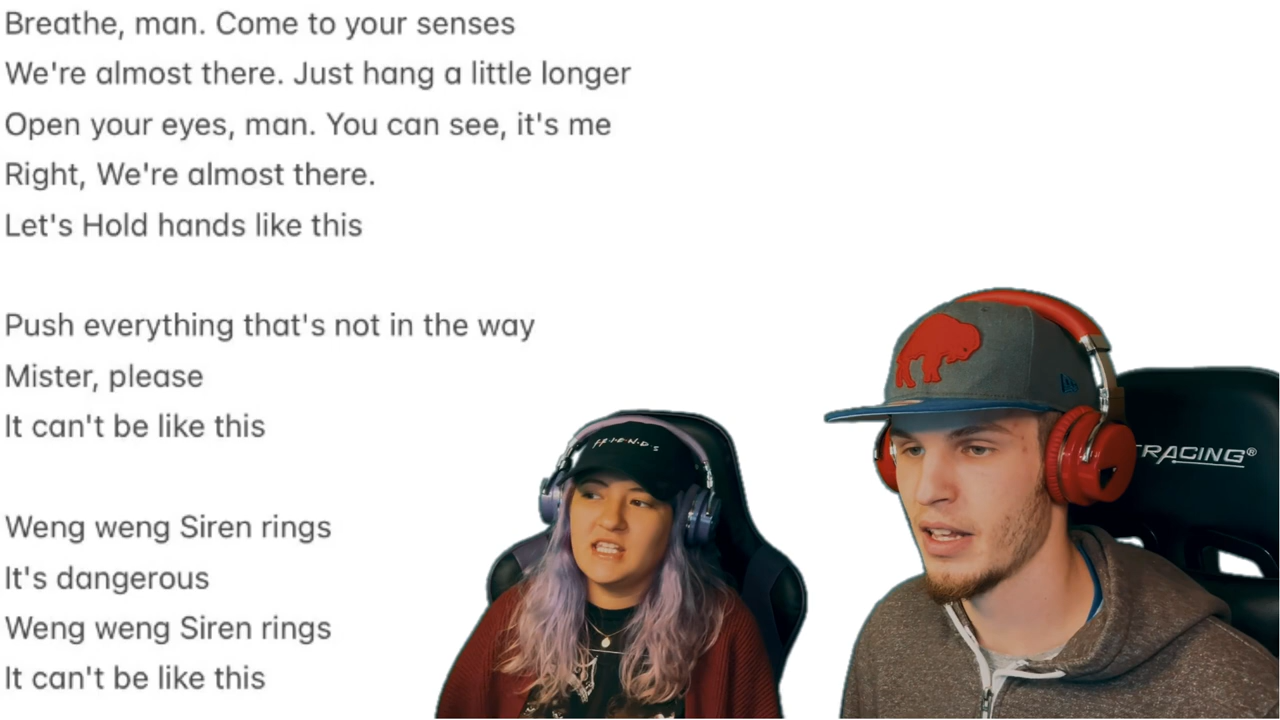 Breathe, man. Come to your senses
We're almost there. Just hang a little longer
Open your eyes, man. You can see, it's me
Right, We're almost there.
Let's Hold hands like this
Push everything that's not in the way
Mister, please
It can't be like this
Weng weng Siren rings
It's dangerous
Weng weng Siren rings
It can't be like this
F·R·I·E·N·D·S
TRACING®